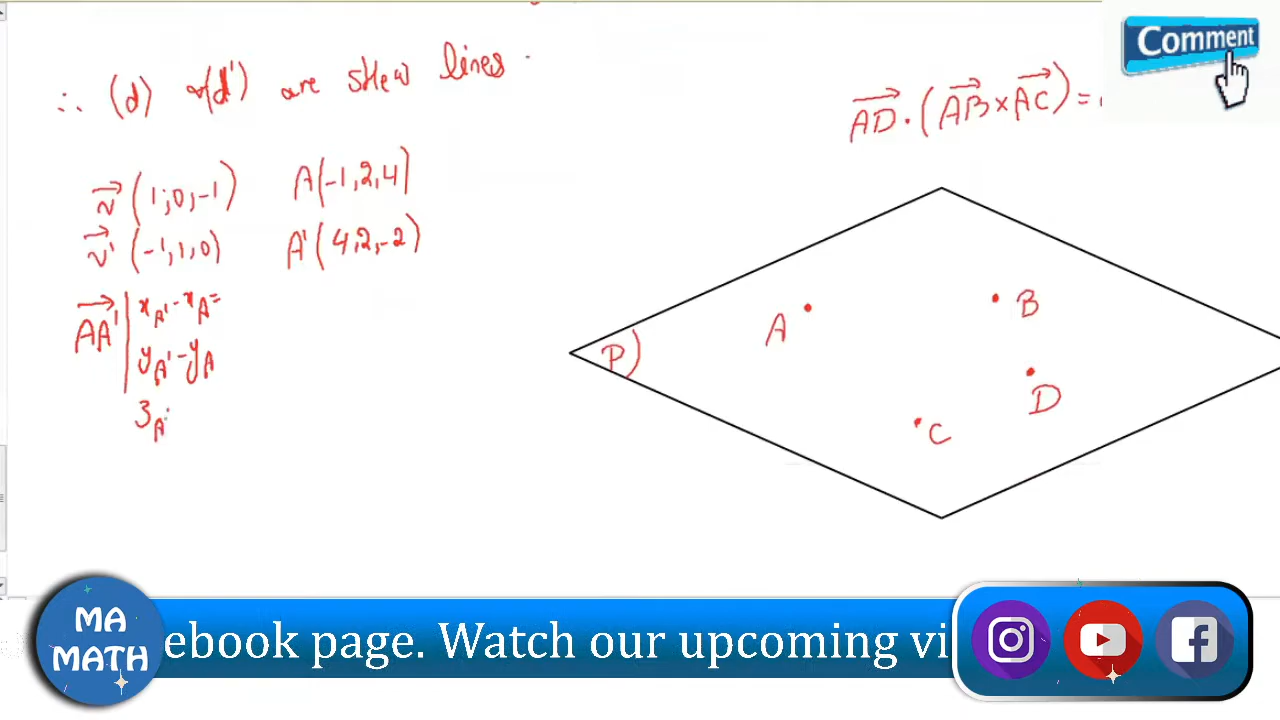 Comment
∴ (d) & (d') are skew lines.
AD⃗ . (AB⃗ × AC⃗) =
v⃗ (1, 0, -1) A(-1, 2, 4)
v⃗' (-1, 1, 0) A'(4, 2, -2)
AA'⃗ | x_A' - x_A =
y_A' - y_A
z_A'
A
B
P)
D
C
MA
MATH
ebook page. Watch our upcoming vi